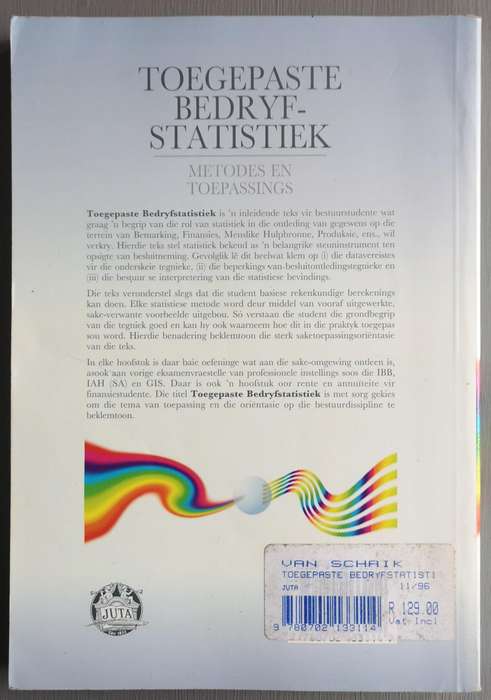 TOEGEPASTE
BEDRYF-
STATISTIEK
METODES EN
TOEPASSINGS
Toegepaste Bedryfstatistiek is 'n inleidende teks vir bestuurstudente wat
graag 'n begrip van die rol van statistiek in die ontleding van gegewens op die
terrein van Bemarking, Finansies, Menslike Hulpbronne, Produksie, ens., wil
verkry. Hierdie teks stel statistiek bekend as 'n belangrike steuninstrument ten
opsigte van besluitneming. Gevolglik lê dit heelwat klem op (i) die datavereistes
vir die onderskeie tegnieke, (ii) die beperkings van besluitontledingstegnieke en
(iii) die bestuur se interpretering van die statistiese bevindings.
Die teks veronderstel slegs dat die student basiese rekenkundige berekenings
kan doen. Elke statistiese metode word deur middel van vooraf uitgewerkte,
sake-verwante voorbeelde uitgebou. Só verstaan die student die grondbegrip
van die tegniek goed en kan hy ook waarneem hoe dit in die praktyk toegepas
sou word. Hierdie benadering beklemtoon die sterk saketoepassingsoriëntasie
van die teks.
In elke hoofstuk is daar baie oefeninge wat aan die sake-omgewing ontleen is,
asook aan vorige eksamenvraestelle van professionele instellings soos die IBB,
IAH (SA) en GIS. Daar is ook 'n hoofstuk oor rente en annuïteite vir
finansiestudente. Die titel Toegepaste Bedryfstatistiek is met sorg gekies
om die tema van toepassing en die oriëntasie op die bestuurdissipline te
beklemtoon.
VAN SCHAIK
TOEGEPASTE BEDRYFSTATISTI
JUTA 11/96
R 129.00
Vat Incl
9 780702 133114
JUTA